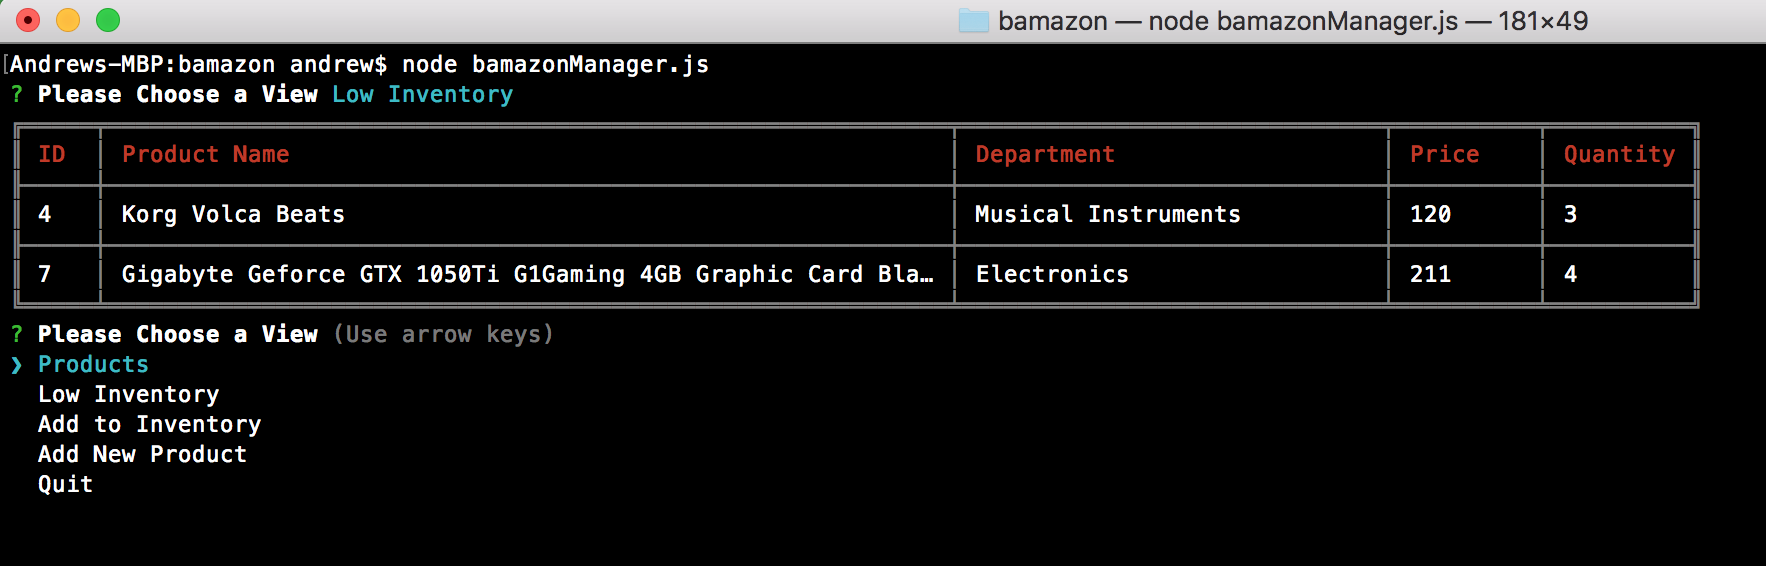 bamazon — node bamazonManager.js — 181×49
[Andrews-MBP:bamazon andrew$ node bamazonManager.js
? Please Choose a View Low Inventory
ID Product Name Department Price Quantity
4 Korg Volca Beats Musical Instruments 120 3
7 Gigabyte Geforce GTX 1050Ti G1Gaming 4GB Graphic Card Bla… Electronics 211 4
? Please Choose a View (Use arrow keys)
❯ Products
Low Inventory
Add to Inventory
Add New Product
Quit